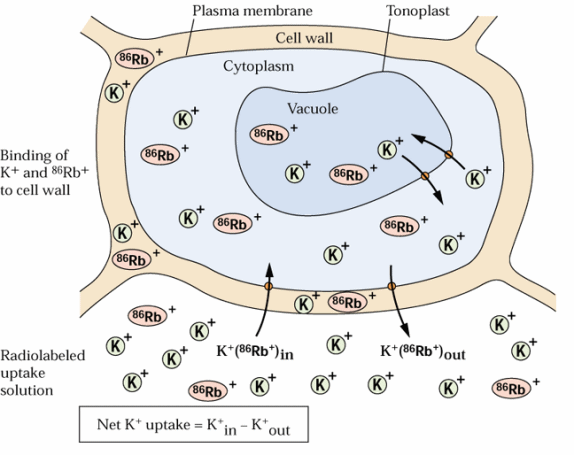 Plasma membrane
Tonoplast
Cell wall
86Rb+
K+
Cytoplasm
Vacuole
K+
86Rb+
K+
86Rb+
Binding of
K+ and 86Rb+
to cell wall
K+
86Rb+
K+
K+
86Rb+
86Rb+
K+
K+
K+
86Rb+
K+
86Rb+
86Rb+
K+
K+
K+
K+
K+(86Rb+)in
K+
K+(86Rb+)out
K+
Radiolabeled
uptake
solution
K+
K+
86Rb+
K+
K+
K+
K+
86Rb+
Net K+ uptake = K+in – K+out